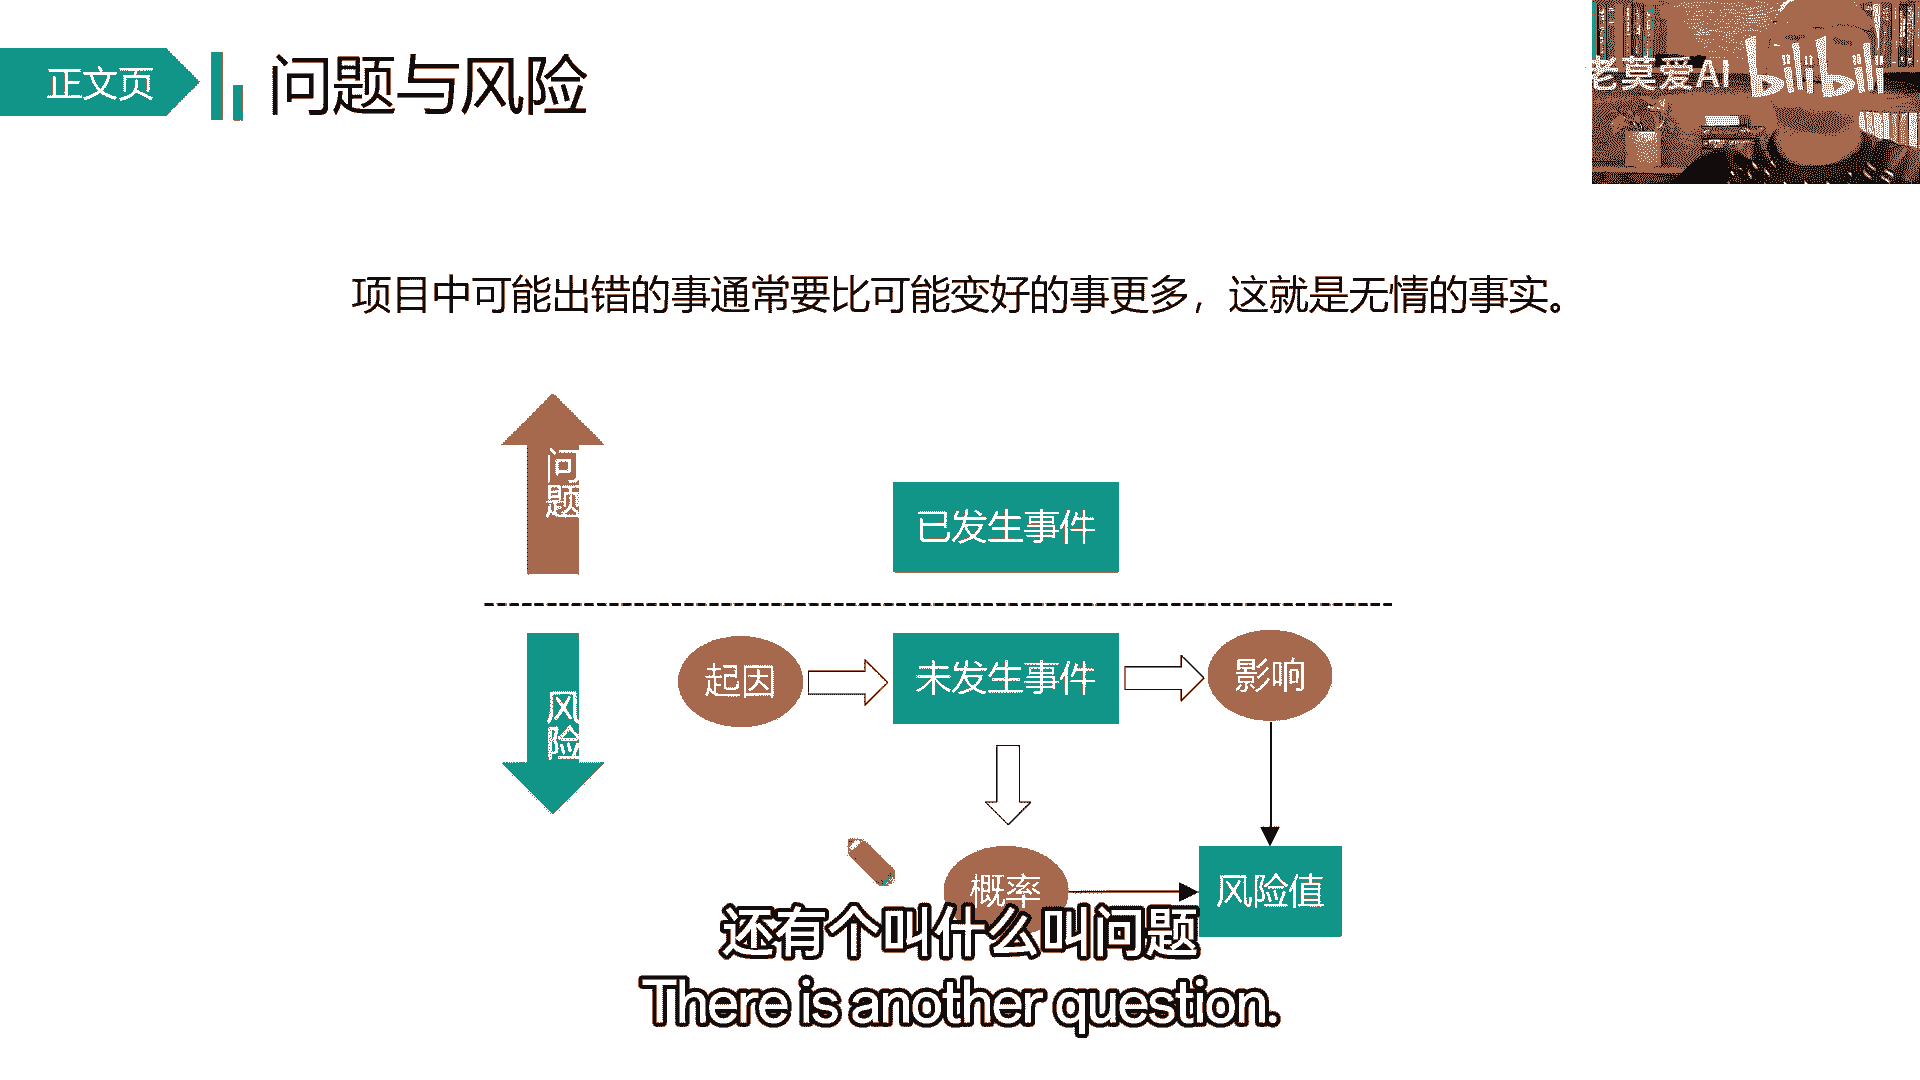 正文页
问题与风险
老莫爱AI
bilibili
项目中可能出错的事通常要比可能变好的事更多，这就是无情的事实。
问题
已发生事件
风险
起因
未发生事件
影响
概率
风险值
还有个叫什么叫问题
There is another question.